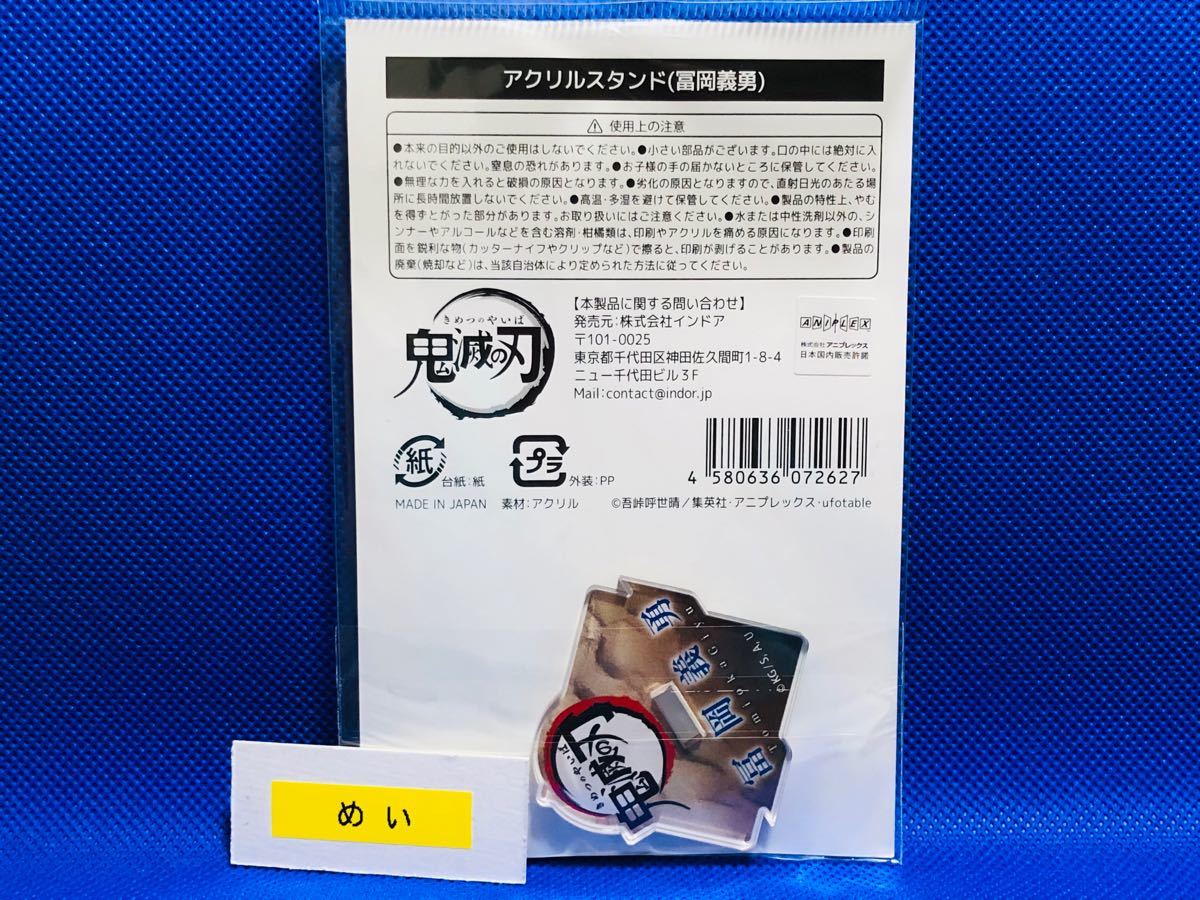 アクリルスタンド(冨岡義勇)
⚠ 使用上の注意
●本来の目的以外のご使用はしないでください。●小さい部品がございます。口の中には絶対に入
れないでください。窒息の恐れがあります。●お子様の手の届かないところに保管してください。
●無理な力を入れると破損の原因となります。●劣化の原因となりますので、直射日光のあたる場
所に長時間放置しないでください。●高温・多湿を避けて保管してください。●製品の特性上、やむ
を得ずとがった部分があります。お取り扱いにはご注意ください。●水または中性洗剤以外の、シ
ンナーやアルコールなどを含む溶剤・柑橘類は、印刷やアクリルを痛める原因になります。●印刷
面を鋭利な物(カッターナイフやクリップなど)で擦ると、印刷が剥げることがあります。●製品の
廃棄(焼却など)は、当該自治体により定められた方法に従ってください。
きめつのやいば
鬼滅の刃
【本製品に関する問い合わせ】
発売元:株式会社インドア
〒101-0025
東京都千代田区神田佐久間町1-8-4
ニュー千代田ビル3F
Mail:contact@indor.jp
ANIPLEX
株式会社アニプレックス
日本国内販売許諾
紙
台紙:紙
プラ
外装:PP
4 580636 072627
MADE IN JAPAN 素材:アクリル
©吾峠呼世晴/集英社・アニプレックス・ufotable
冨岡義勇
Tomioka Giyu
©KG/S,A,U
きめつのやいば
鬼滅の刃
めい